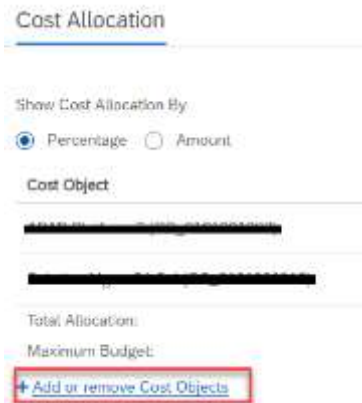 Cost Allocation
Show Cost Allocation By
Percentage Amount
Cost Object
Total Allocation:
Maximum Budget:
+ Add or remove Cost Objects